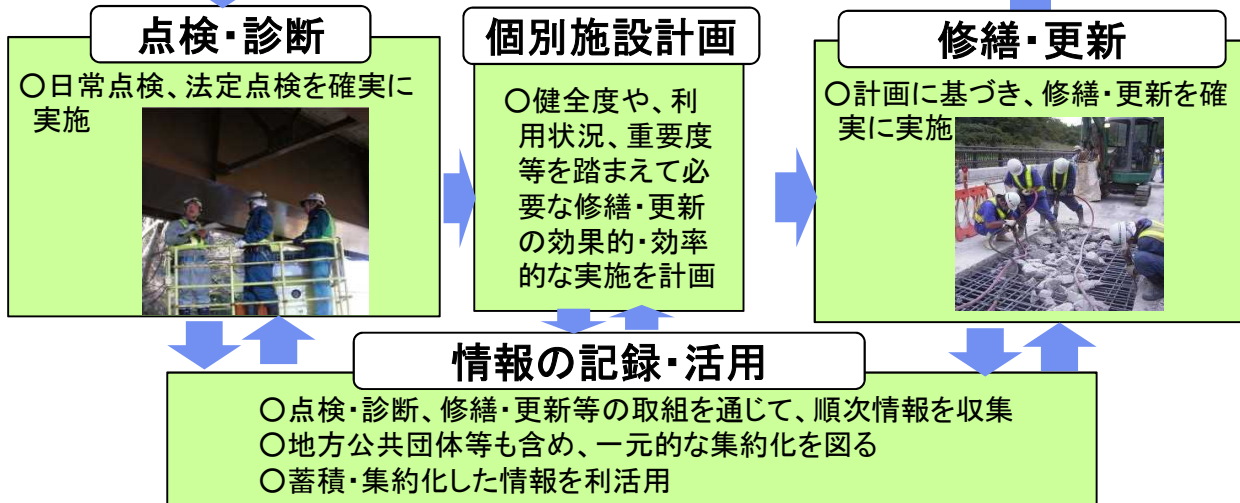 点検・診断
○日常点検、法定点検を確実に
実施
個別施設計画
○健全度や、利
用状況、重要度
等を踏まえて必
要な修繕・更新
の効果的・効率
的な実施を計画
修繕・更新
○計画に基づき、修繕・更新を確
実に実施
情報の記録・活用
○点検・診断、修繕・更新等の取組を通じて、順次情報を収集
○地方公共団体等も含め、一元的な集約化を図る
○蓄積・集約化した情報を利活用